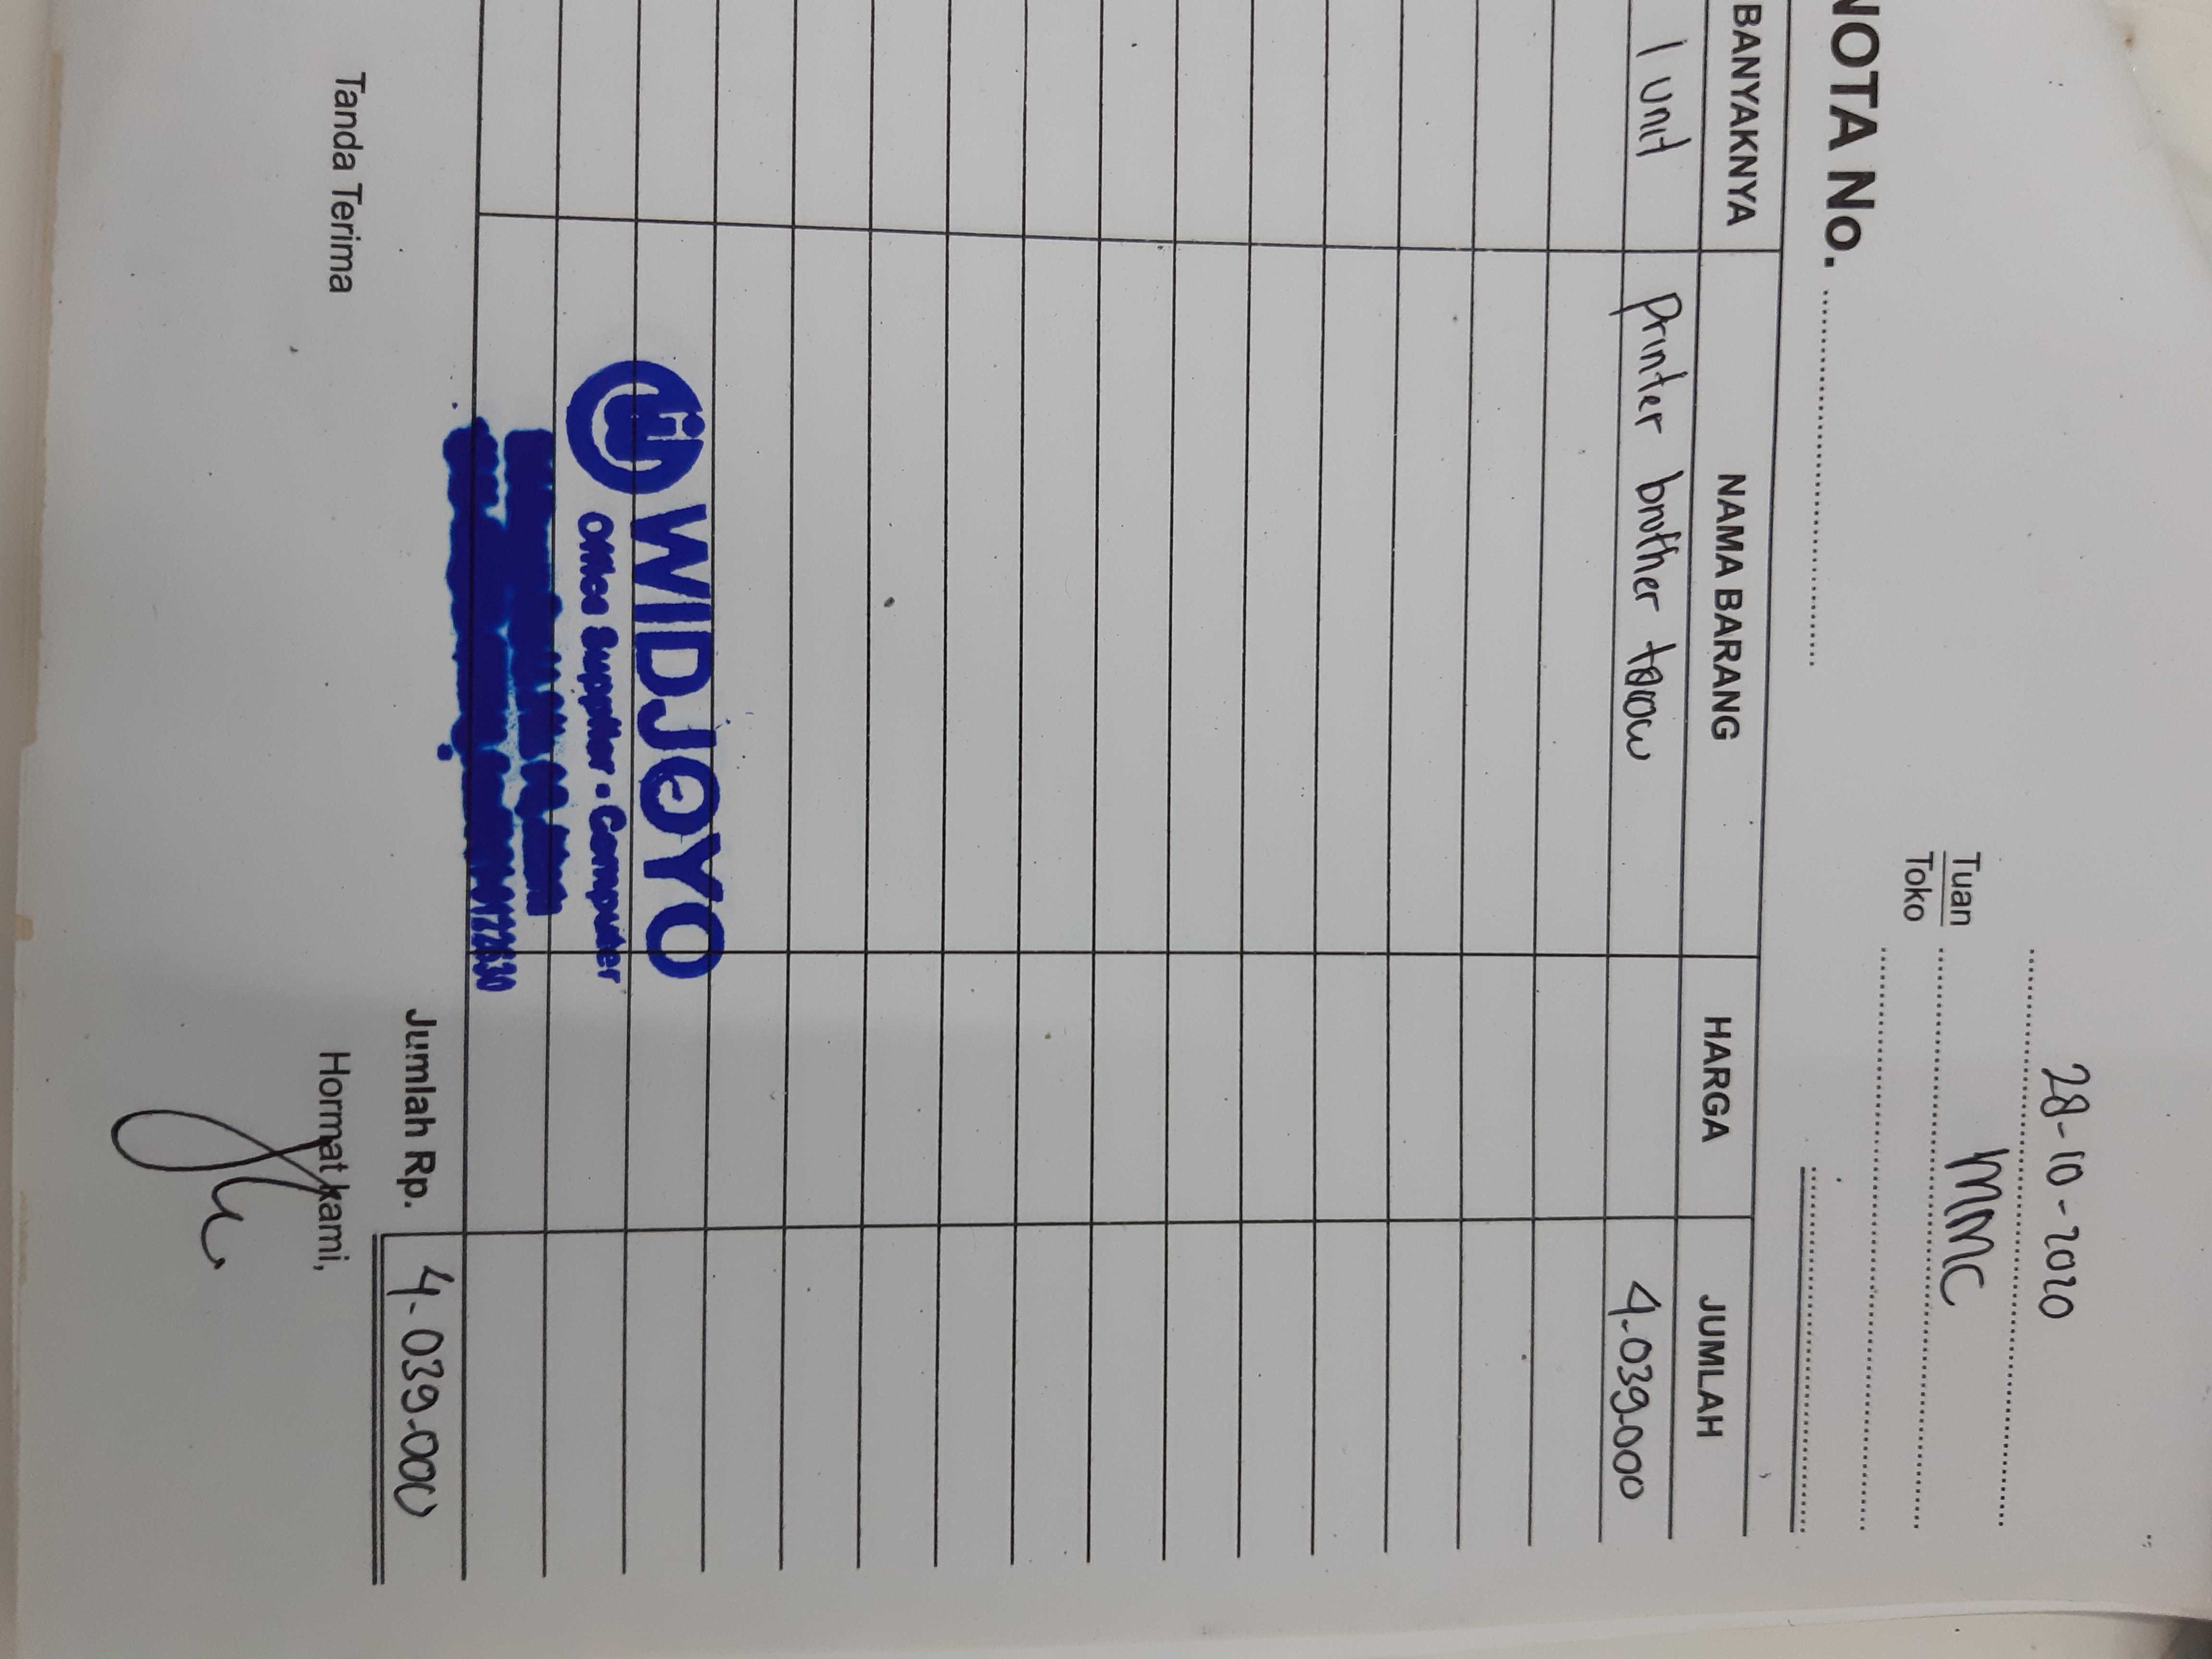 28-10-2020
Tuan
Toko
MMC
NOTA No.
BANYAKNYA NAMA BARANG HARGA JUMLAH
1 unit Printer brother 4.039.000
WIDJOYO
Office Supplier • Computer
Jumlah Rp. 4.039.000
Tanda Terima Hormat kami,